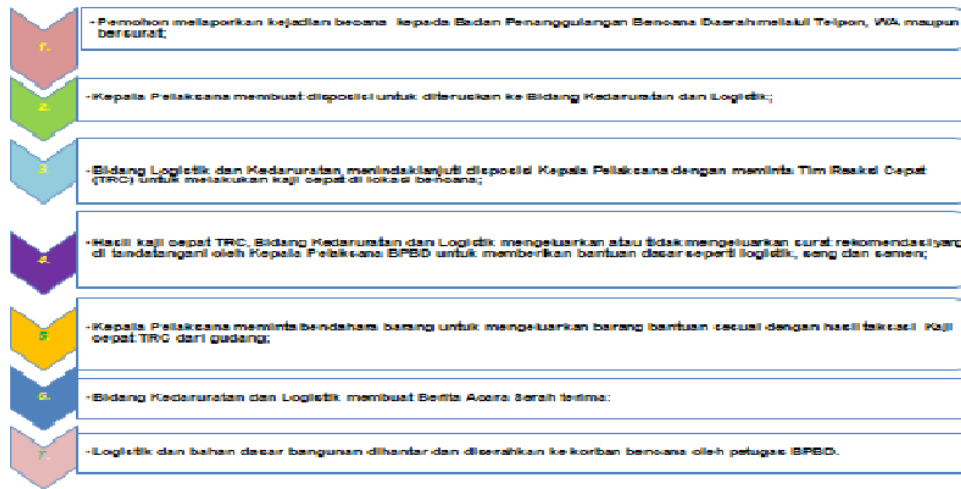 1.
- Pemohon melaporkan kejadian becana kepada Badan Penanggulangan Bencana Daerah melalui Telpon, WA maupun
bersurat;
2.
- Kepala Pelaksana membuat disposisi untuk diteruskan ke Bidang Kedaruratan dan Logistik;
3
- Bidang Logistik dan Kedaruratan menindaklanjuti disposisi Kepala Pelaksana dengan meminta Tim Reaksi Cepat
(TRC) untuk melakukan kaji cepat di lokasi bencana;
4.
- Hasil kaji cepat TRC, Bidang Kedaruratan dan Logistik mengeluarkan atau tidak mengeluarkan surat rekomendasi yang
di tandatangani oleh Kepala Pelaksana BPBD untuk memberikan bantuan dasar seperti logistik, seng dan semen;
5
- Kepala Pelaksana meminta bendahara barang untuk mengeluarkan barang bantuan sesuai dengan hasil taksasi Kaji
cepat TRC dari gudang;
6.
- Bidang Kedaruratan dan Logistik membuat Berita Acara Serah terima:
7.
- Logistik dan bahan dasar bangunan dihantar dan diserahkan ke korban bencana oleh petugas BPBD.